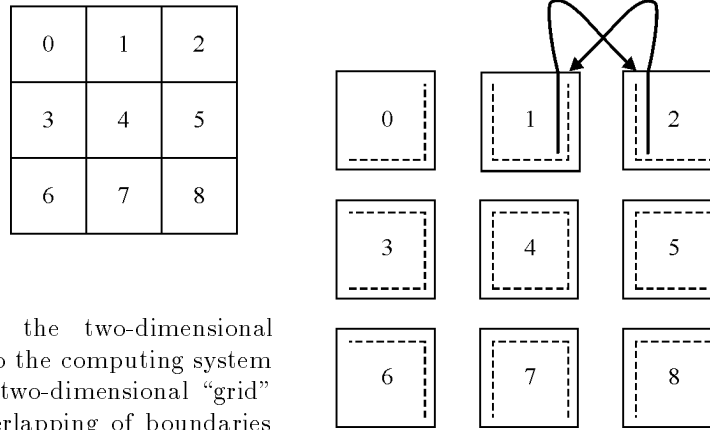 0 1 2
3 4 5
6 7 8
0 1 2
3 4 5
6 7 8
the two-dimensional
the computing system
two-dimensional “grid”
of boundaries